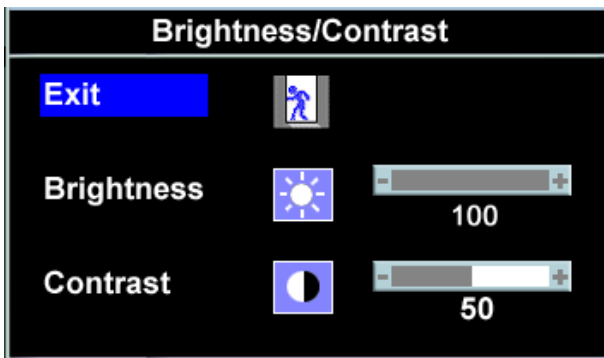 Brightness/Contrast
Exit
Brightness
- +
100
Contrast
- +
50